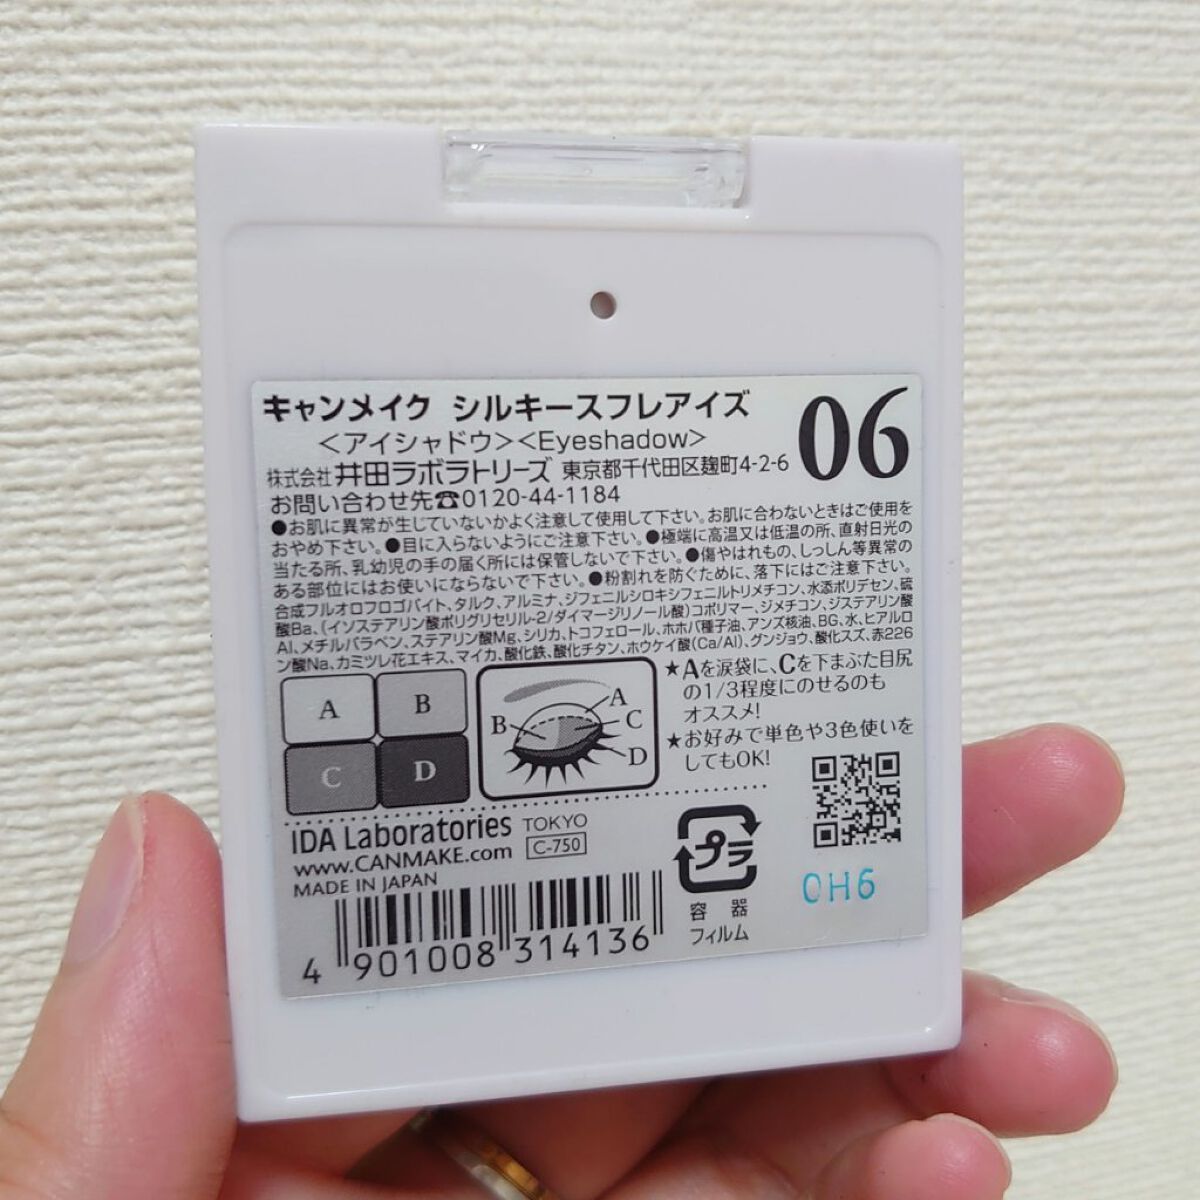 キャンメイク シルキースフレアイズ
06
<アイシャドウ><Eyeshadow>
株式会社 井田ラボラトリーズ 東京都千代田区麹町4-2-6
お問い合わせ先☎0120-44-1184
●お肌に異常が生じていないかよく注意して使用して下さい。お肌に合わないときはご使用を
おやめ下さい。●目に入らないようにご注意下さい。●極端に高温又は低温の所、直射日光の
当たる所、乳幼児の手の届く所には保管しないで下さい。●傷やはれもの、しっしん等異常の
ある部位にはお使いにならないで下さい。●粉割れを防ぐために、落下にはご注意下さい。
合成フルオロフロゴパイト、タルク、アルミナ、ジフェニルシロキシフェニルトリメチコン、水添ポリデセン、硫
酸Ba、(イソステアリン酸ポリグリセリル-2/ダイマージリノール酸)コポリマー、ジメチコン、ジステアリン酸
Al、メチルパラベン、ステアリン酸Mg、シリカ、トコフェロール、ホホバ種子油、アンズ核油、BG、水、ヒアルロ
ン酸Na、カミツレ花エキス、マイカ、酸化鉄、酸化チタン、ホウケイ酸(Ca/Al)、グンジョウ、酸化スズ、赤226
A
B
C
D
A
B
C
D
★Aを涙袋に、Cを下まぶた目尻
の1/3程度にのせるのも
オススメ!
★お好みで単色や3色使いを
してもOK!
IDA Laboratories TOKYO
www.CANMAKE.com C-750
MADE IN JAPAN
4 901008 314136
プラ
容器
フィルム
0H6